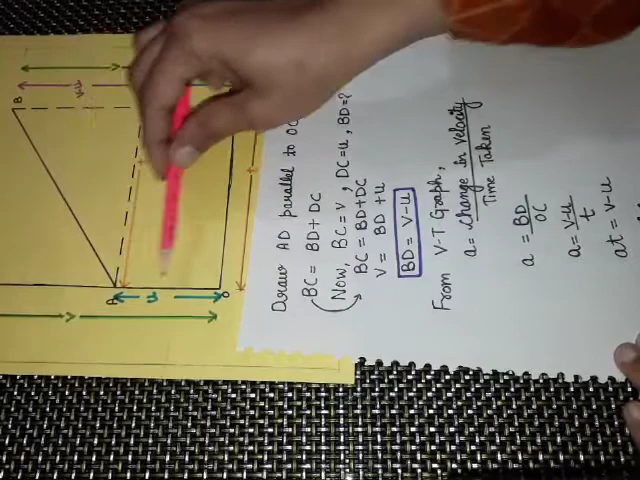 B
v-u
A
u
O
Draw AD parallel to OC
BC = BD + DC
Now, BC = v, DC = u, BD = ?
BC = BD + DC
v = BD + u
BD = v-u
From V-T Graph,
a = Change in Velocity
Time Taken
a = BD
OC
a = v-u
t
at = v-u